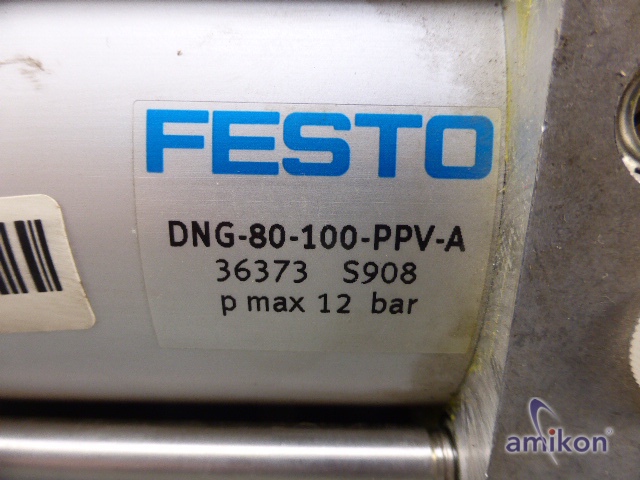 FESTO
DNG-80-100-PPV-A
36373 S908
p max 12 bar
amikon